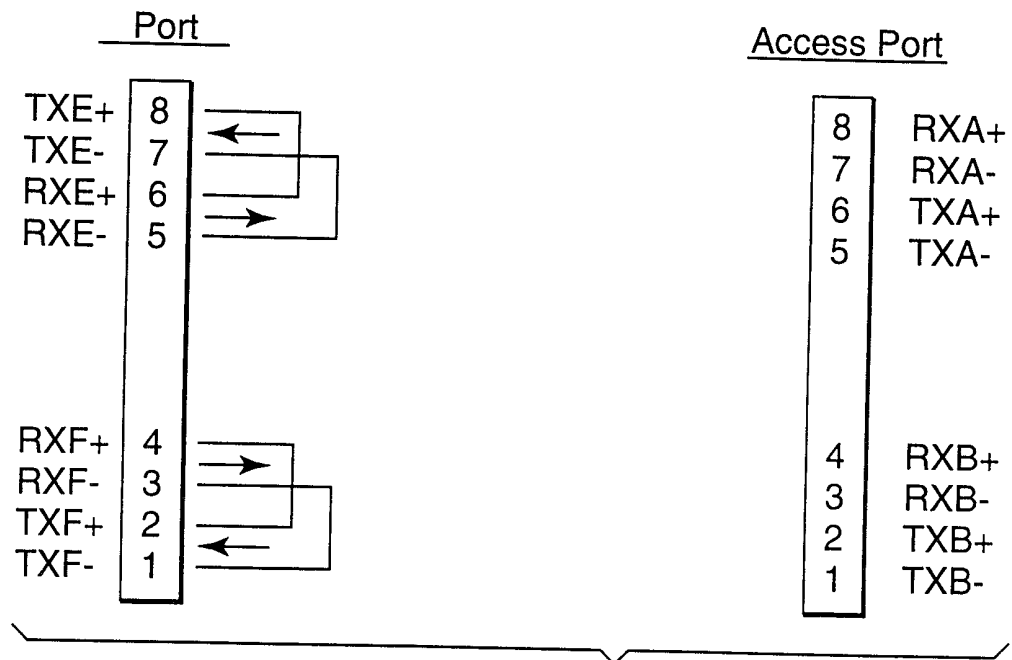 Port
TXE+ 8
TXE- 7
RXE+ 6
RXE- 5
RXF+ 4
RXF- 3
TXF+ 2
TXF- 1
Access Port
8 RXA+
7 RXA-
6 TXA+
5 TXA-
4 RXB+
3 RXB-
2 TXB+
1 TXB-